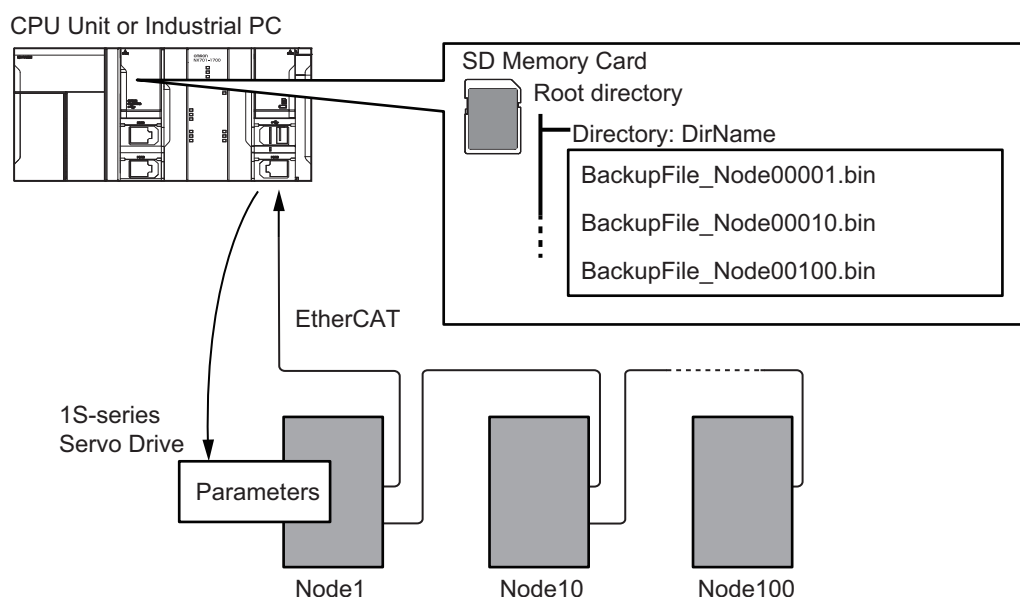 CPU Unit or Industrial PC
SD Memory Card
Root directory
Directory: DirName
BackupFile_Node00001.bin
BackupFile_Node00010.bin
BackupFile_Node00100.bin
EtherCAT
1S-series
Servo Drive
Parameters
Node1
Node10
Node100